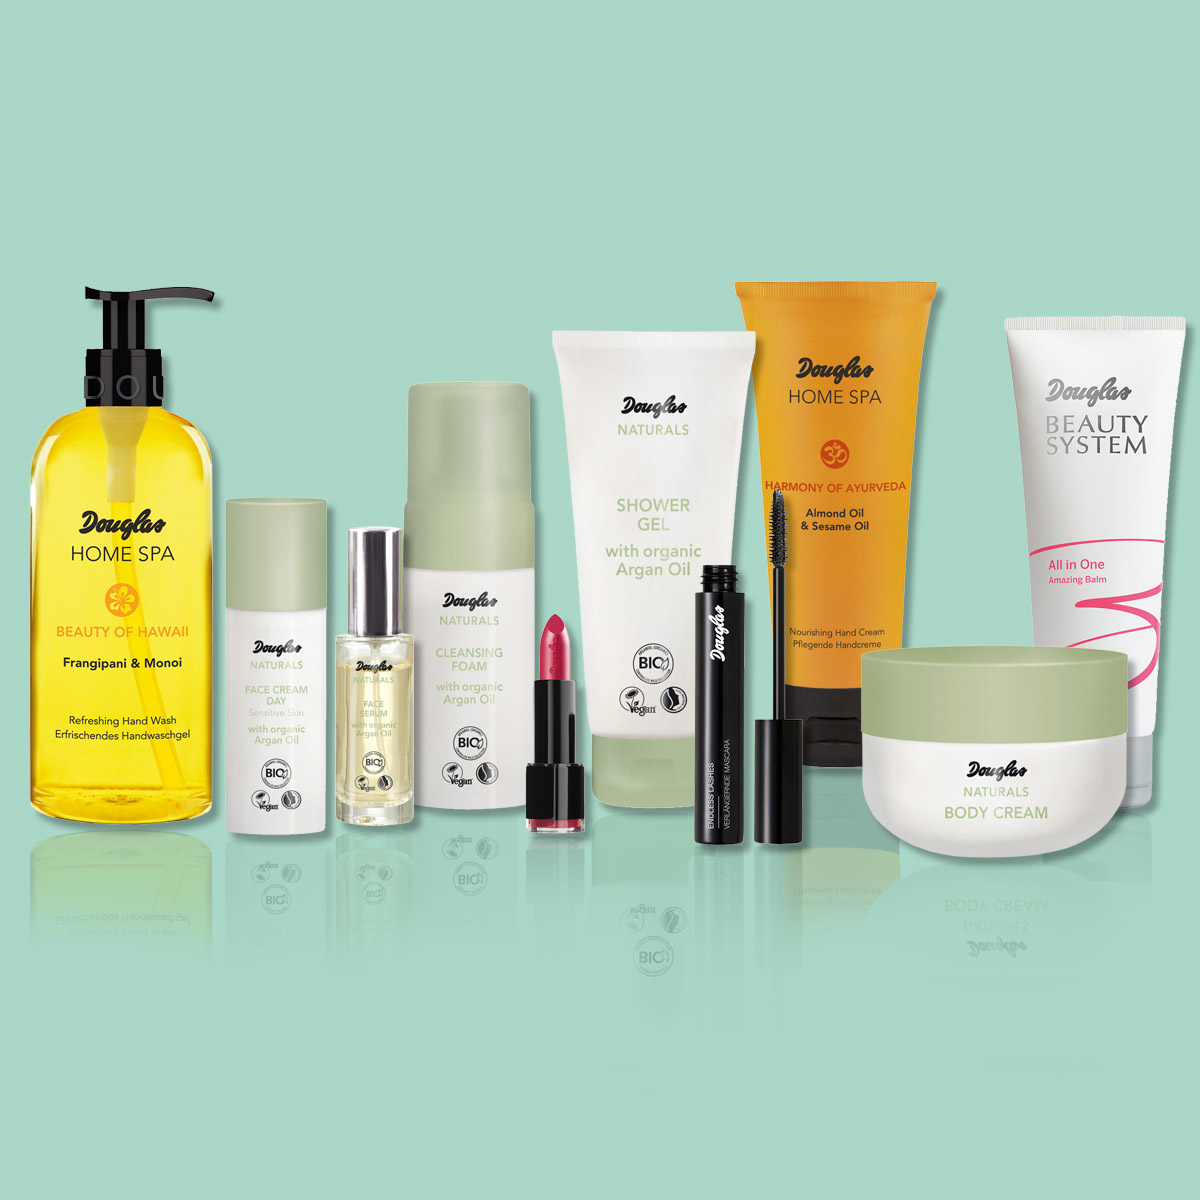 DOU
Douglas
HOME SPA
BEAUTY OF HAWAII
Frangipani & Monoi
Refreshing Hand Wash
Erfrischendes Handwaschgel
Douglas
NATURALS
FACE CREAM
DAY
Sensitive Skin
with organic
Argan Oil
BIO
Vegan
Douglas
NATURALS
FACE
SERUM
with organic
Argan Oil
BIO
Vegan
Douglas
NATURALS
CLEANSING
FOAM
with organic
Argan Oil
BIO
Vegan
Douglas
NATURALS
SHOWER
GEL
with organic
Argan Oil
BIO
Vegan
Douglas
ENDLESS LASHES
VERLÄNGERNDE MASCARA
Douglas
HOME SPA
HARMONY OF AYURVEDA
Almond Oil
& Sesame Oil
Nourishing Hand Cream
Pflegende Handcreme
Douglas
NATURALS
BODY CREAM
Douglas
BEAUTY
SYSTEM
All in One
Amazing Balm